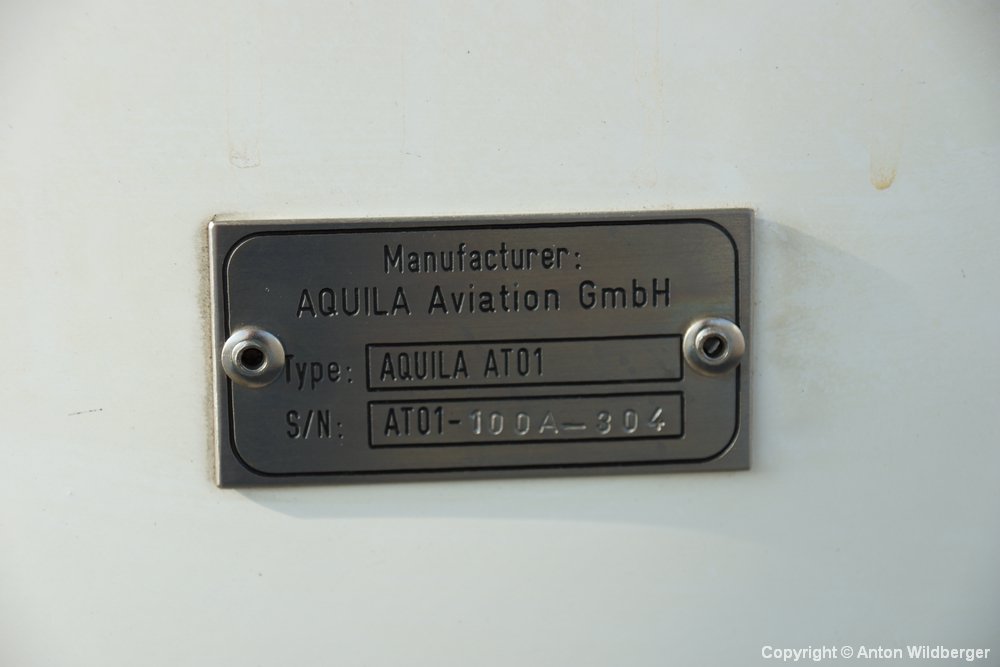 Manufacturer:
AQUILA Aviation GmbH
Type: AQUILA AT01
S/N: AT01-100A-304
Copyright © Anton Wildberger